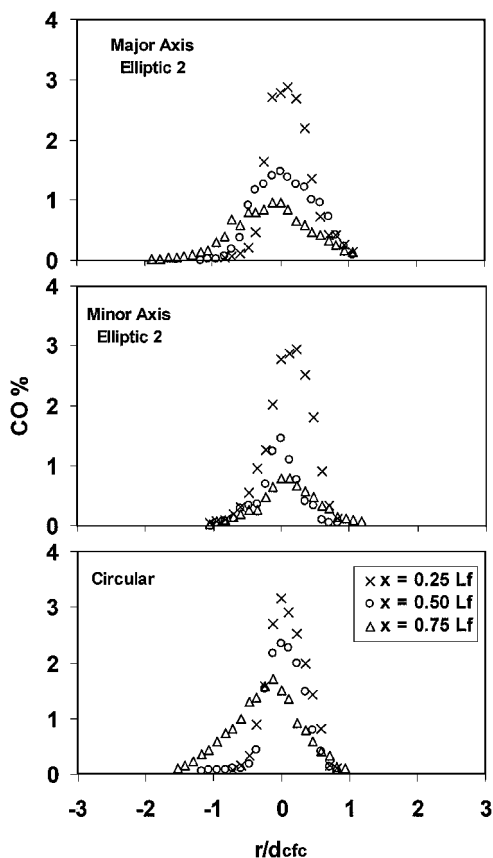 Major Axis
Elliptic 2
4
3
2
1
0
Minor Axis
Elliptic 2
4
3
2
1
0
CO %
Circular
4
3
2
1
0
x = 0.25 Lf
x = 0.50 Lf
x = 0.75 Lf
-3 -2 -1 0 1 2 3
r/dcfc